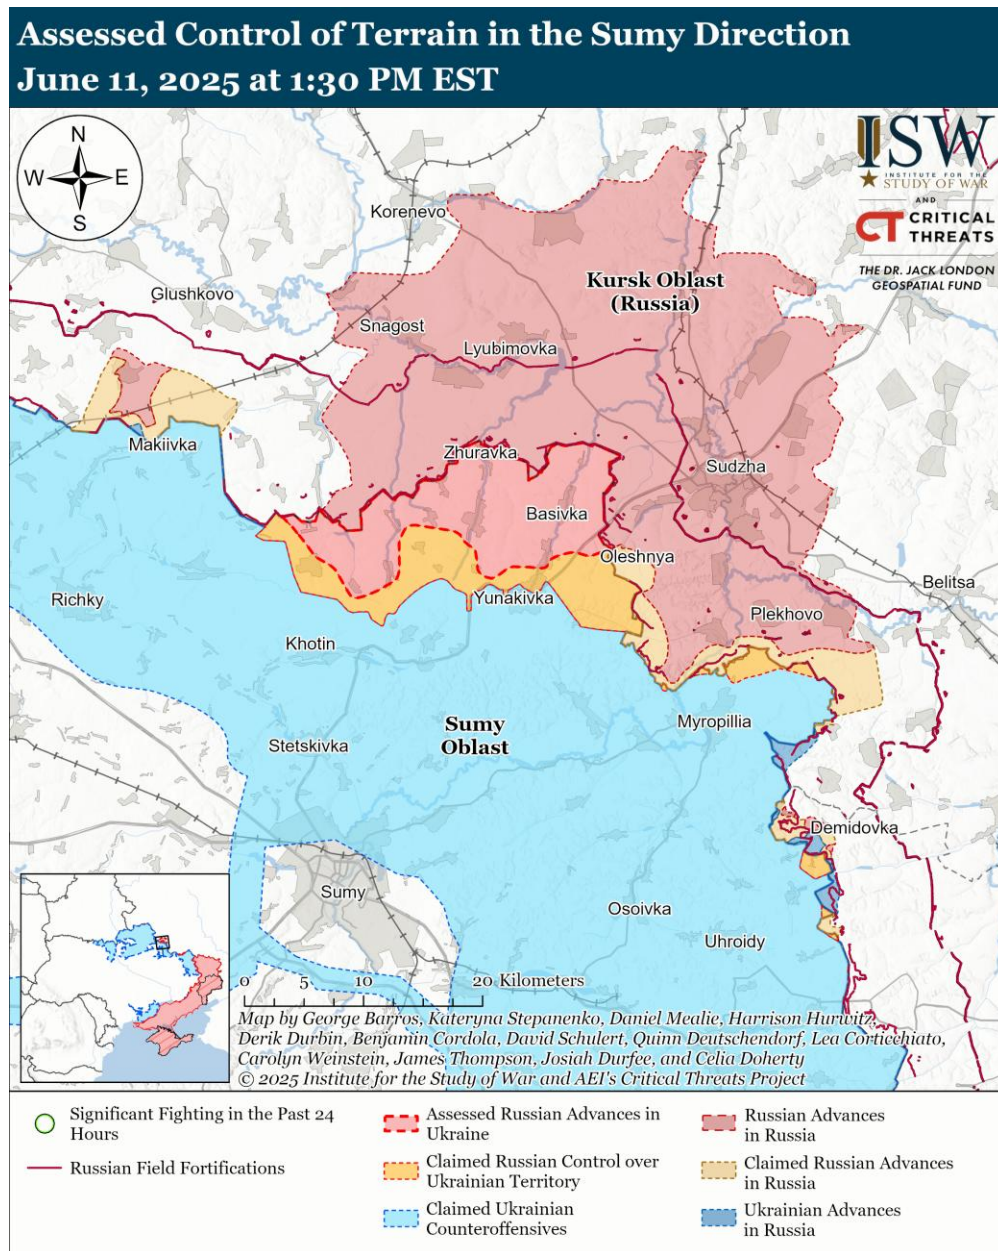 Assessed Control of Terrain in the Sumy Direction
June 11, 2025 at 1:30 PM EST
N
W
E
S
ISW
INSTITUTE FOR THE
STUDY OF WAR
AND
CT CRITICAL
THREATS
THE DR. JACK LONDON
GEOSPATIAL FUND
Korenevo
Kursk Oblast
(Russia)
Glushkovo
Snagost
Lyubimovka
Makiivka
Zhuravka
Sudzha
Basivka
Oleshnya
Belitsa
Richky
Yunakivka
Plekhovo
Khotin
Myropillia
Sumy
Oblast
Stetskivka
Demidovka
Sumy
Osoivka
Uhroidy
0 5 10 20 Kilometers
Map by George Barros, Kateryna Stepanenko, Daniel Mealie, Harrison Hurwitz,
Derik Durbin, Benjamin Cordola, David Schulert, Quinn Deutschendorf, Lea Corticchiato,
Carolyn Weinstein, James Thompson, Josiah Durfee, and Celia Doherty
© 2025 Institute for the Study of War and AEI's Critical Threats Project
Significant Fighting in the Past 24
Hours
Russian Field Fortifications
Assessed Russian Advances in
Ukraine
Claimed Russian Control over
Ukrainian Territory
Claimed Ukrainian
Counteroffensives
Russian Advances
in Russia
Claimed Russian Advances
in Russia
Ukrainian Advances
in Russia